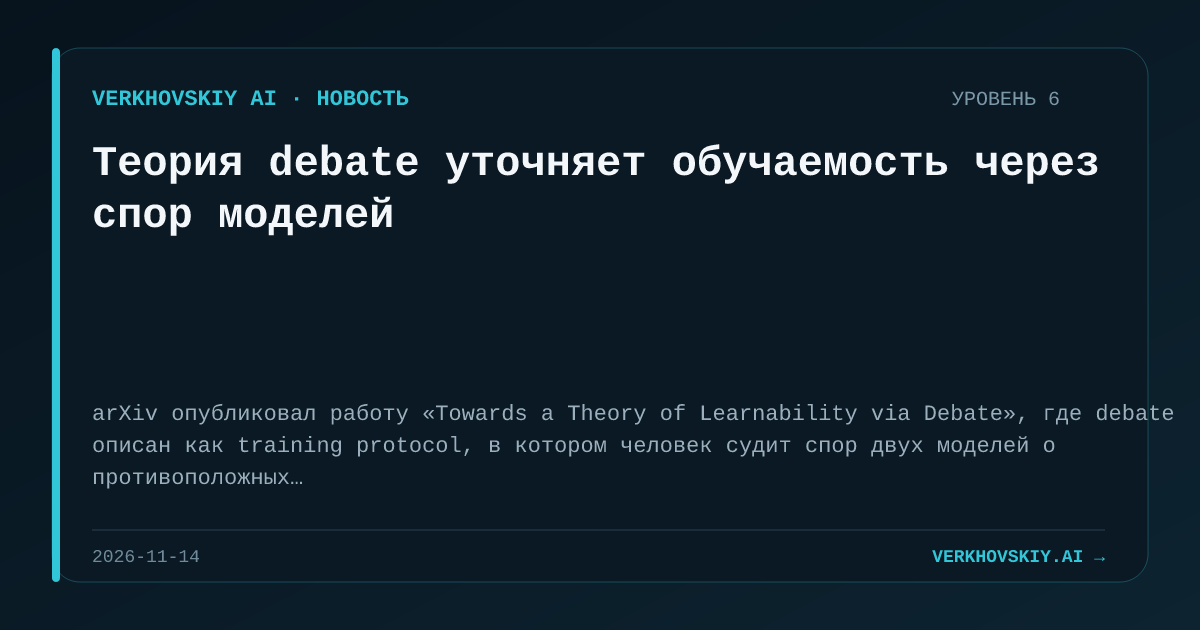 VERKHOVSKIY AI · НОВОСТЬ
УРОВЕНЬ 6
Теория debate уточняет обучаемость через
спор моделей
arXiv опубликовал работу «Towards a Theory of Learnability via Debate», где debate
описан как training protocol, в котором человек судит спор двух моделей о
противоположных…
2026-11-14
VERKHOVSKIY.AI →